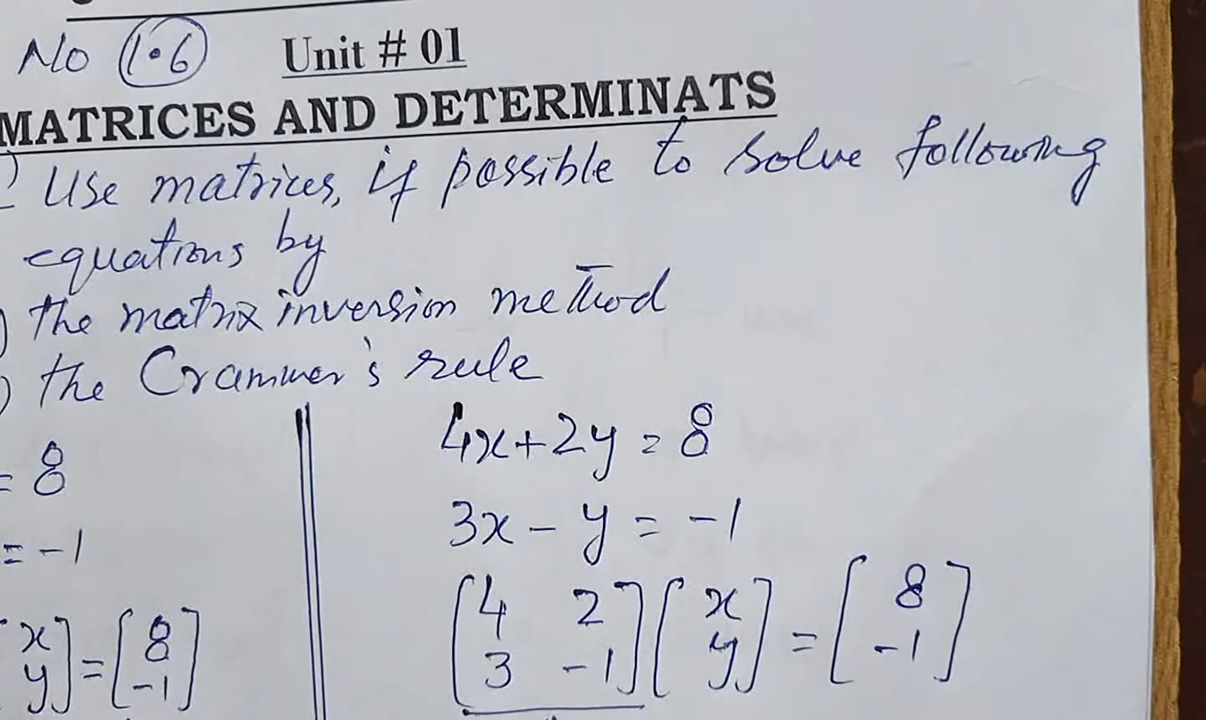 No 1.6
Unit # 01
MATRICES AND DETERMINATS
Use matrices, if possible to solve following
equations by
the matrix inversion method
the Crammer's rule
= 8
= -1
x] = [8
y] [-1]
4x+2y = 8
3x - y = -1
[4 2] [x] = [8]
[3 -1] [y] [-1]